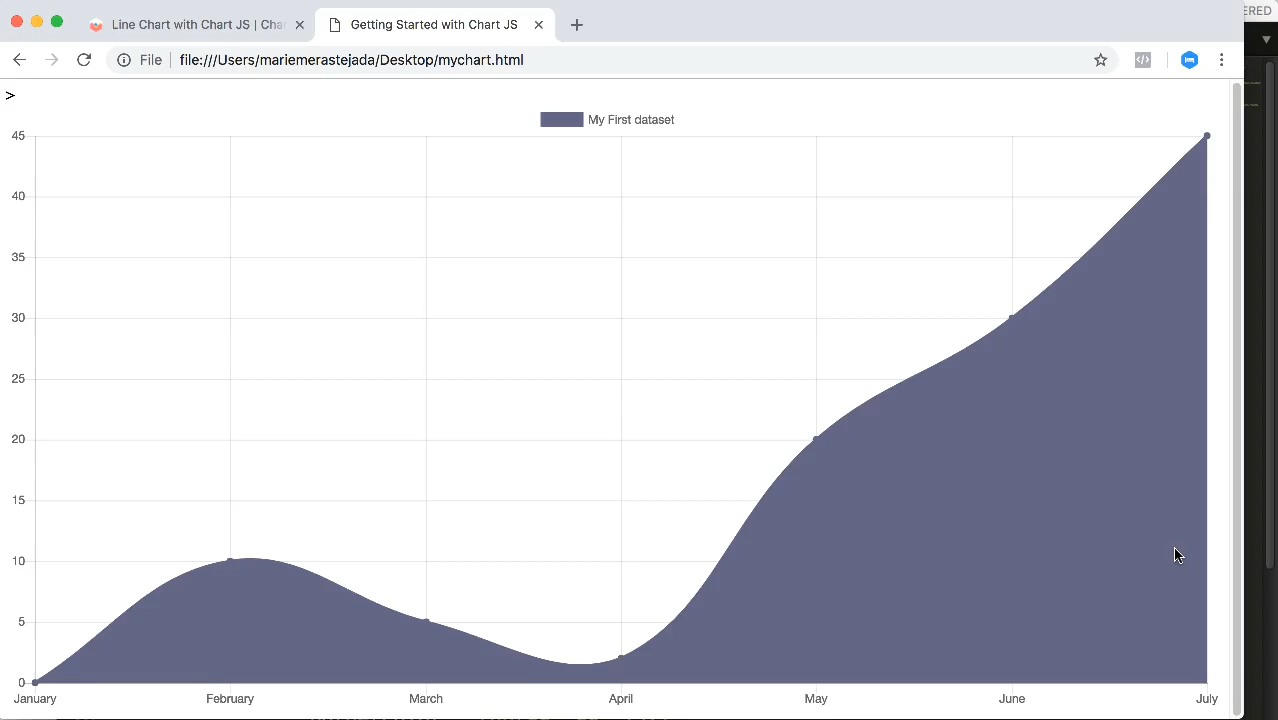 Line Chart with Chart JS | Cha
Getting Started with Chart JS
ERED
File
file:///Users/mariemerastejada/Desktop/mychart.html
>
My First dataset
45
40
35
30
25
20
15
10
5
0
January February March April May June July